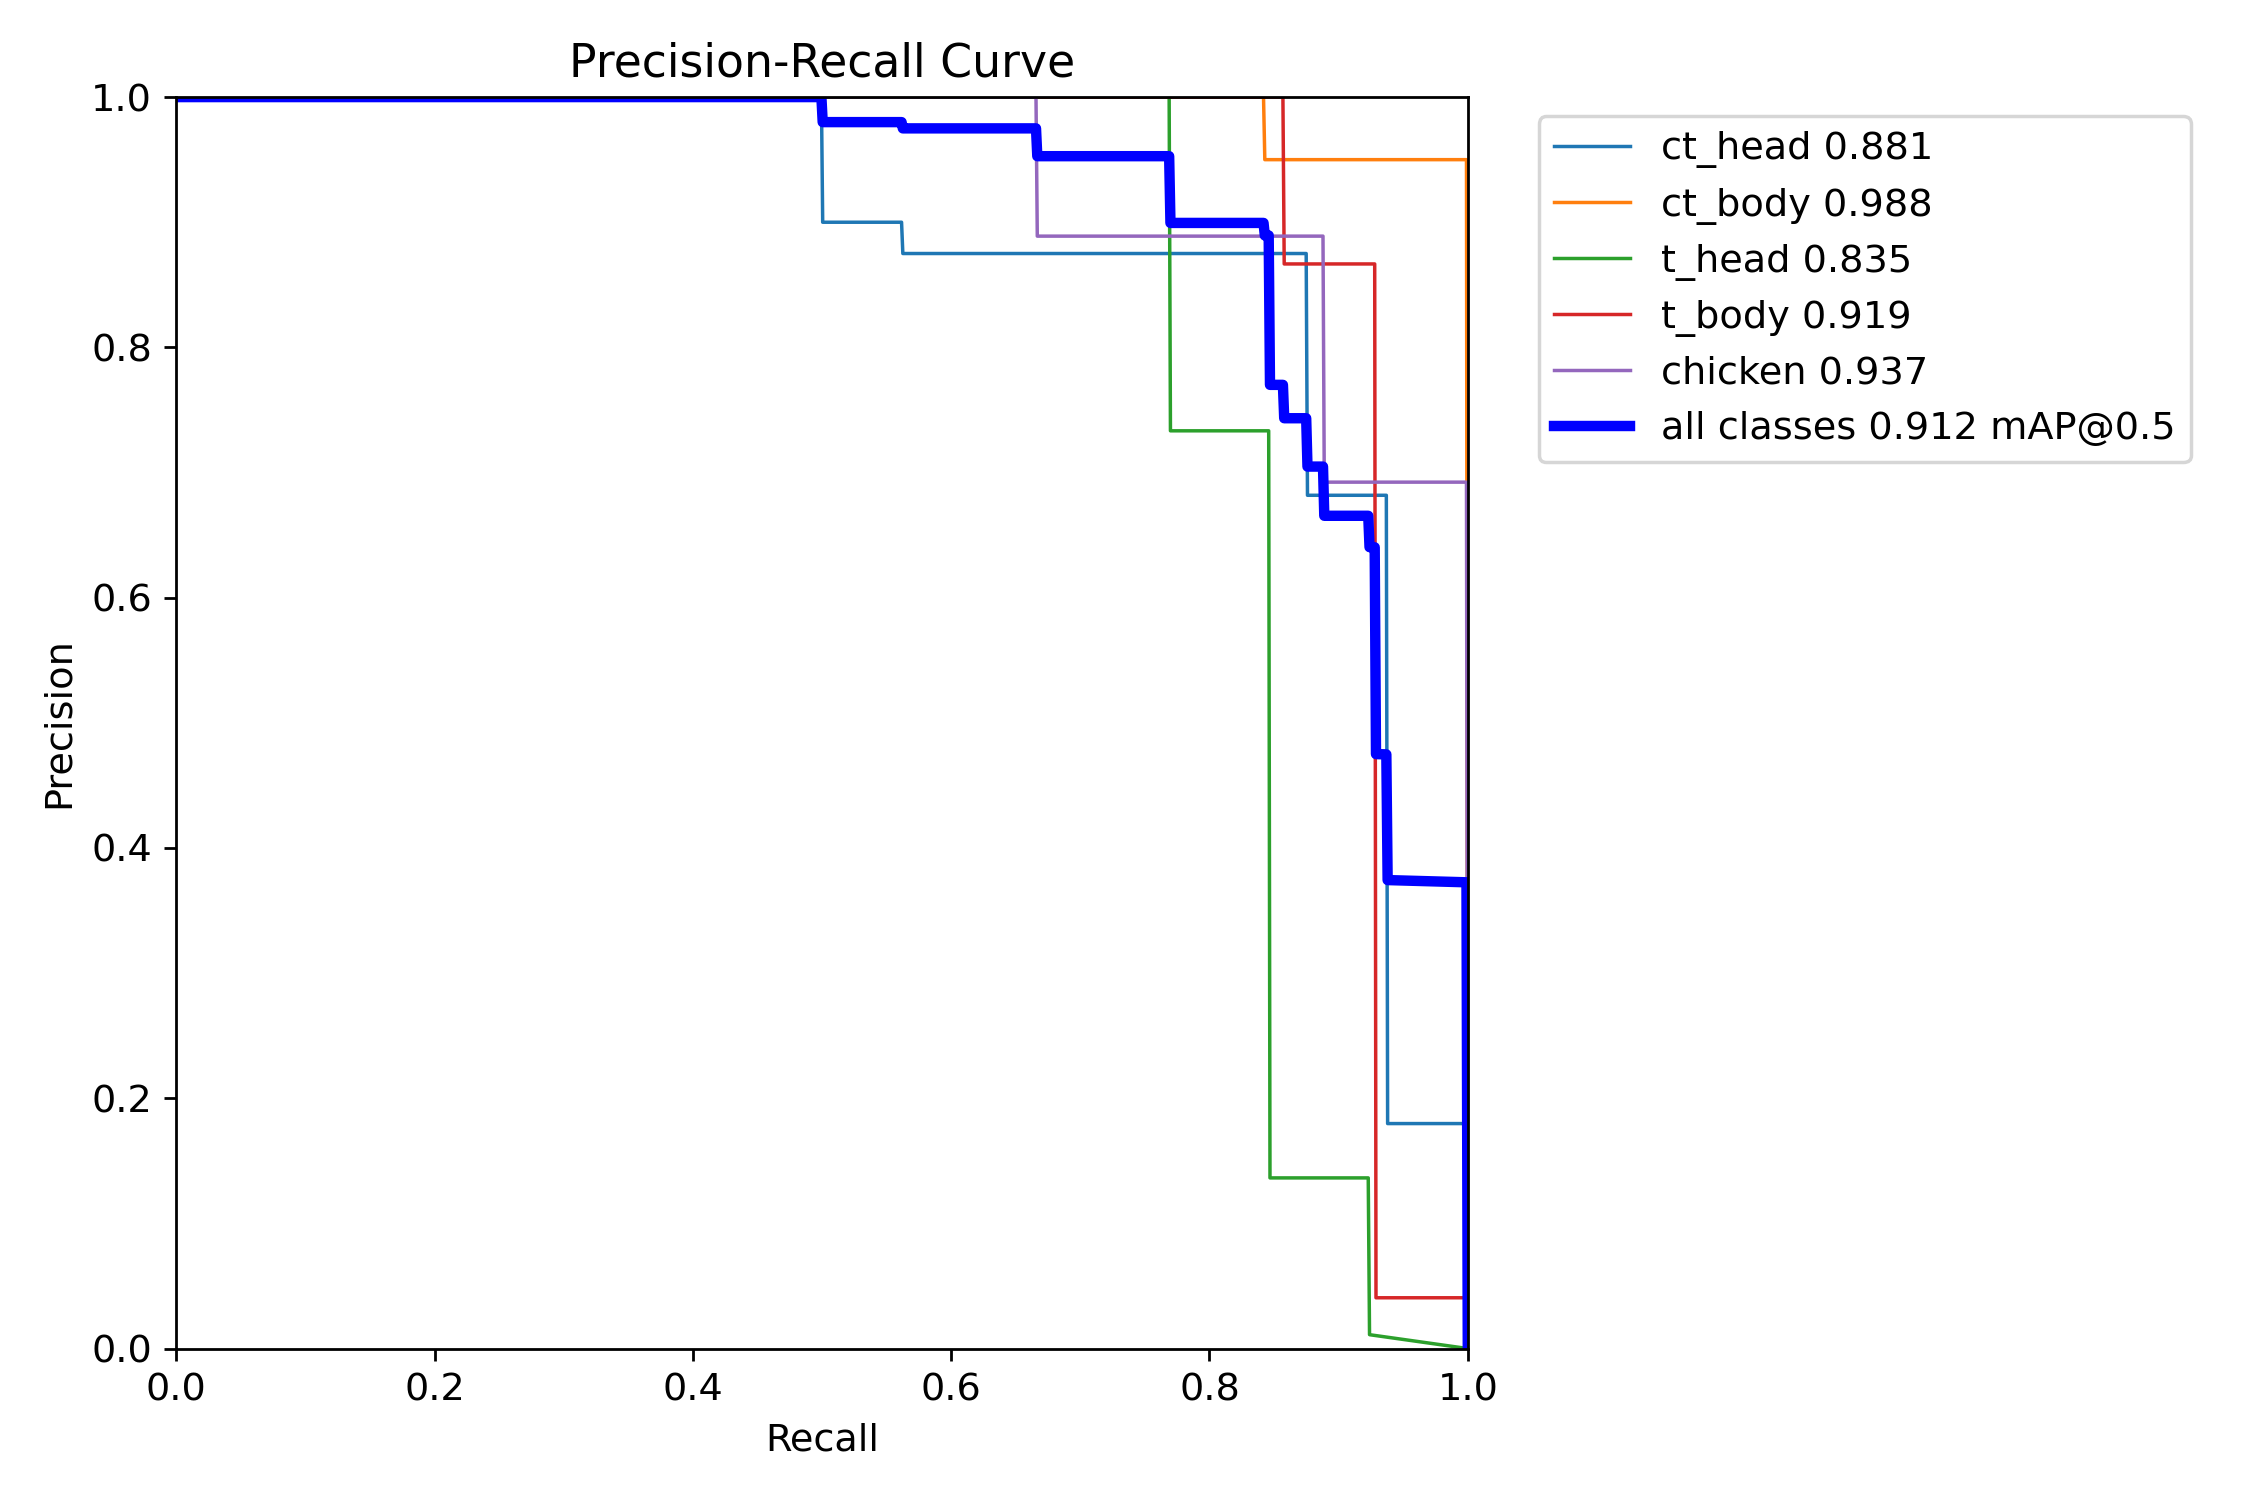 Precision-Recall Curve
1.0
0.8
0.6
0.4
0.2
0.0
Precision
0.0 0.2 0.4 0.6 0.8 1.0
Recall
ct_head 0.881
ct_body 0.988
t_head 0.835
t_body 0.919
chicken 0.937
all classes 0.912 mAP@0.5